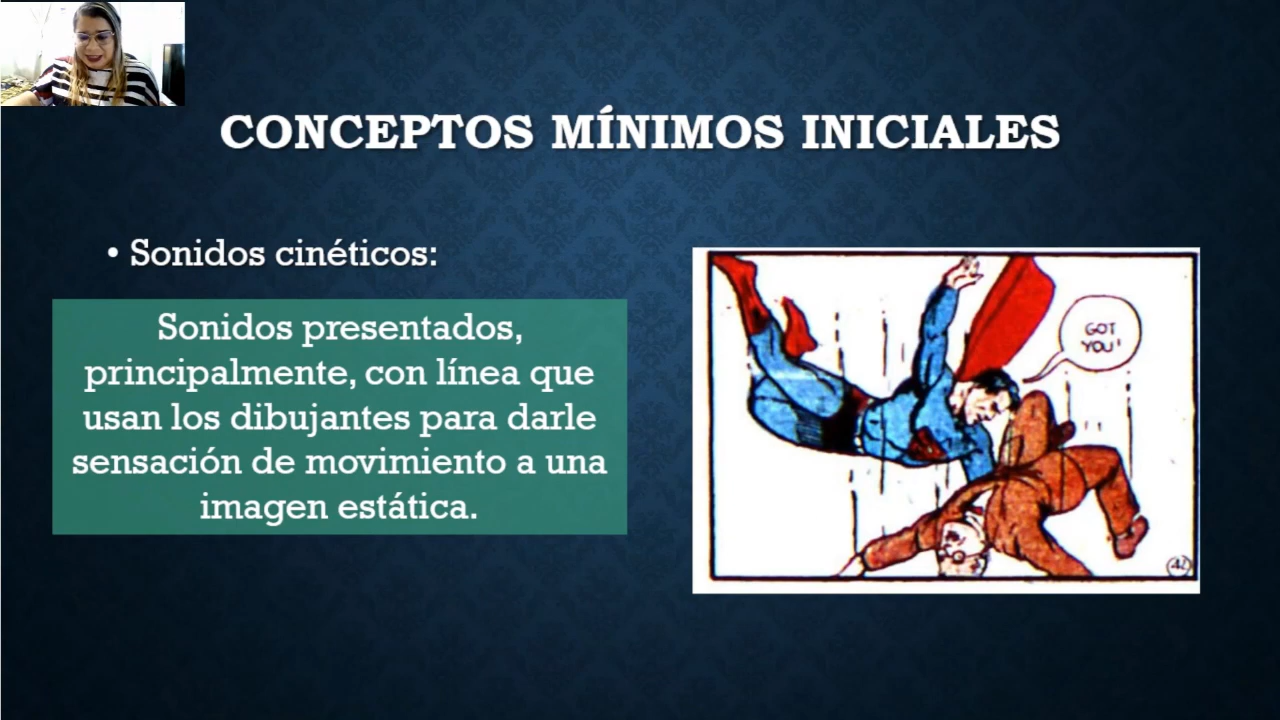 CONCEPTOS MÍNIMOS INICIALES
• Sonidos cinéticos:
Sonidos presentados,
principalmente, con línea que
usan los dibujantes para darle
sensación de movimiento a una
imagen estática.
GOT
YOU!
42